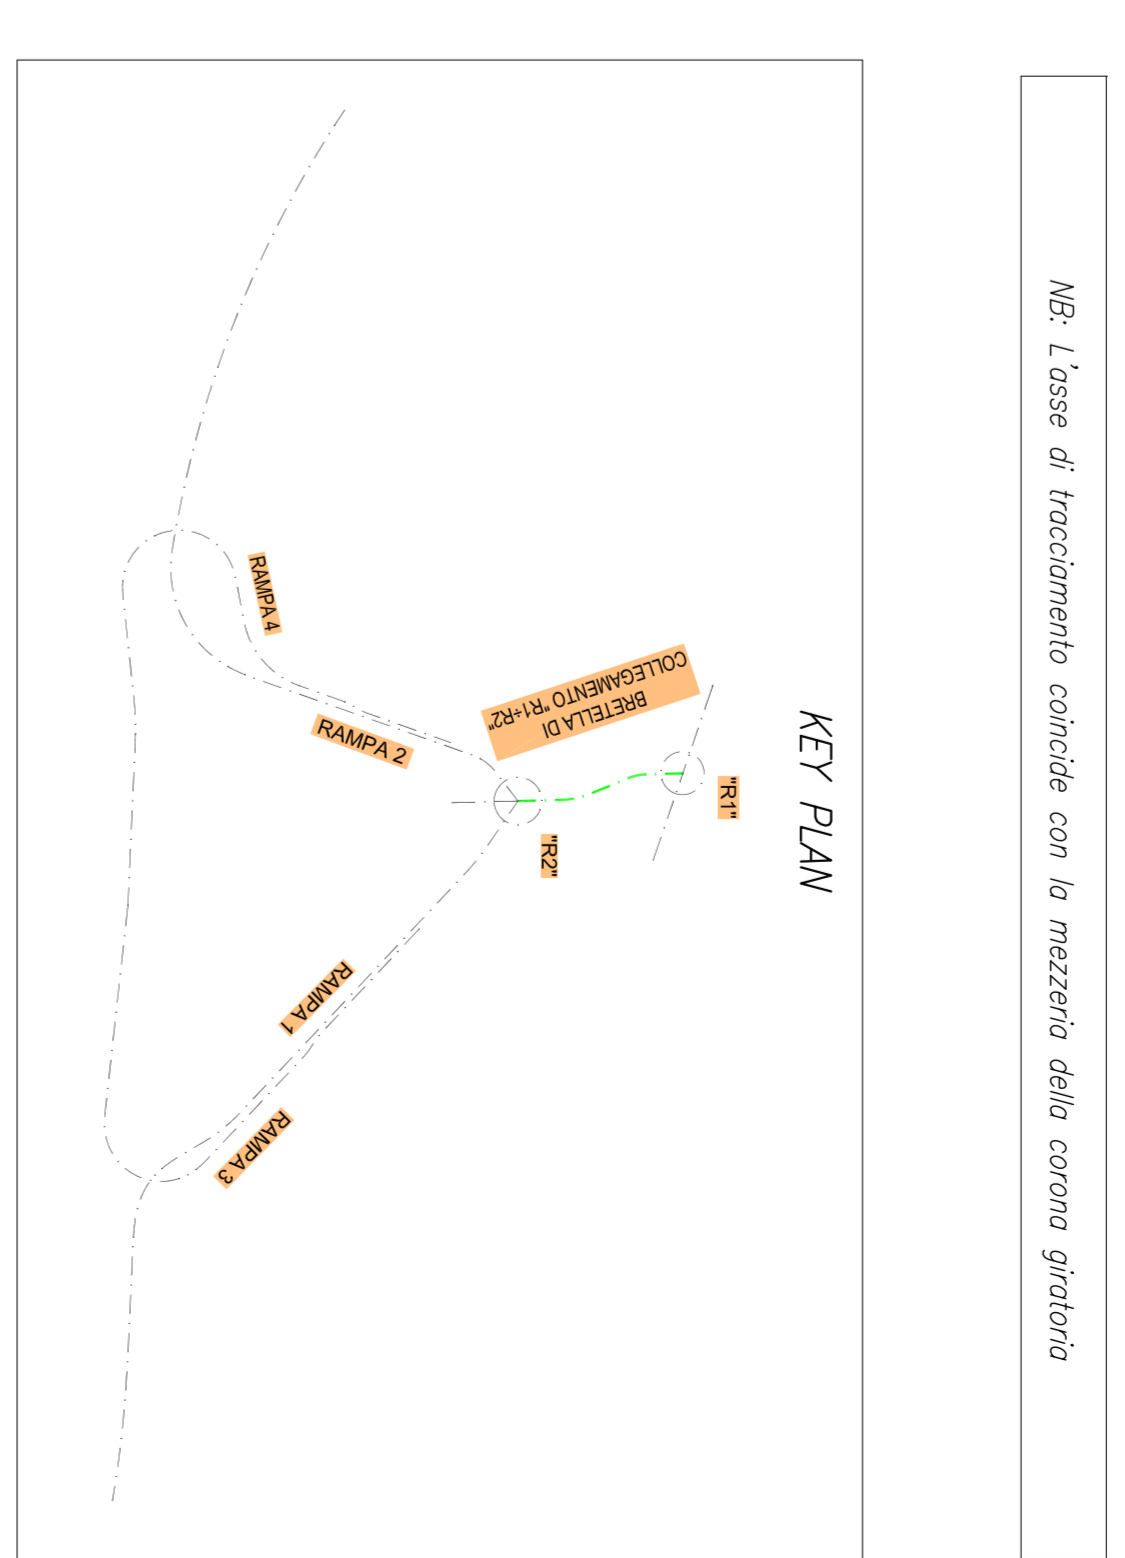 NB: L'asse di tracciamento coincide con la mezzeria della corona giratoria
KEY PLAN
"R1"
BRETELLA DI
COLLEGAMENTO "R1÷R2"
"R2"
RAMPA 4
RAMPA 2
RAMPA 1
RAMPA 3